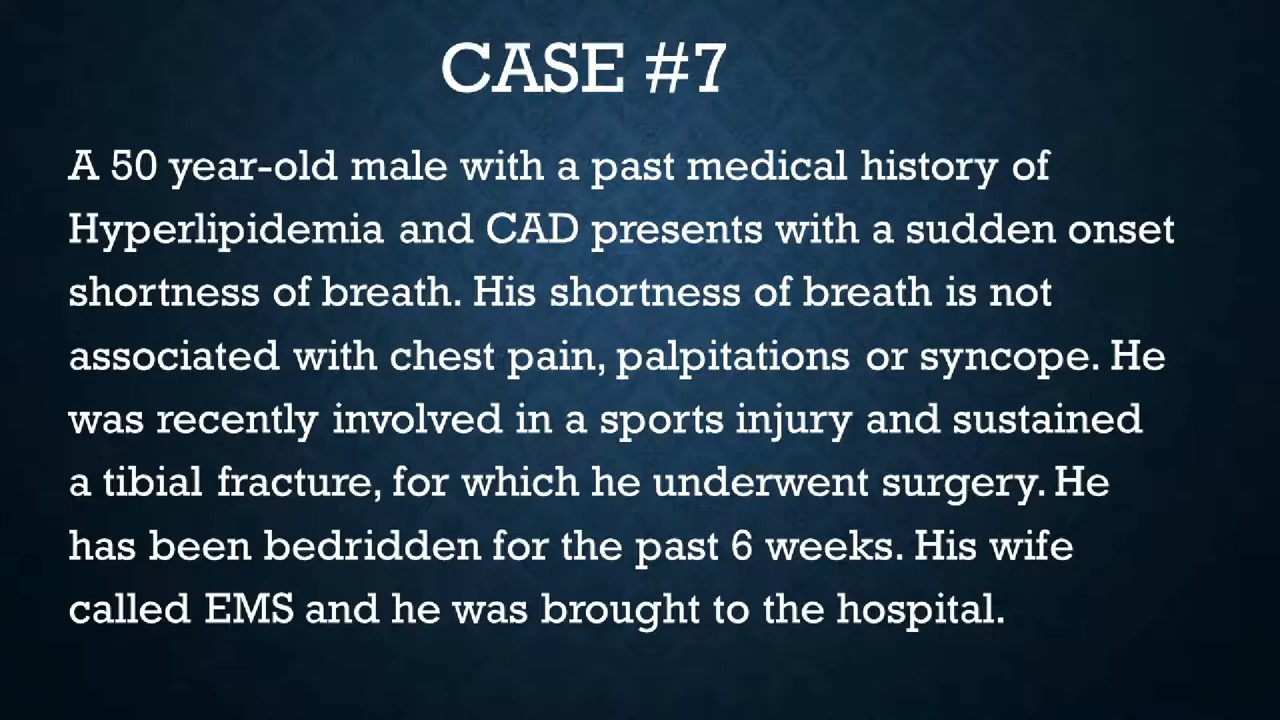 CASE #7
A 50 year-old male with a past medical history of
Hyperlipidemia and CAD presents with a sudden onset
shortness of breath. His shortness of breath is not
associated with chest pain, palpitations or syncope. He
was recently involved in a sports injury and sustained
a tibial fracture, for which he underwent surgery. He
has been bedridden for the past 6 weeks. His wife
called EMS and he was brought to the hospital.